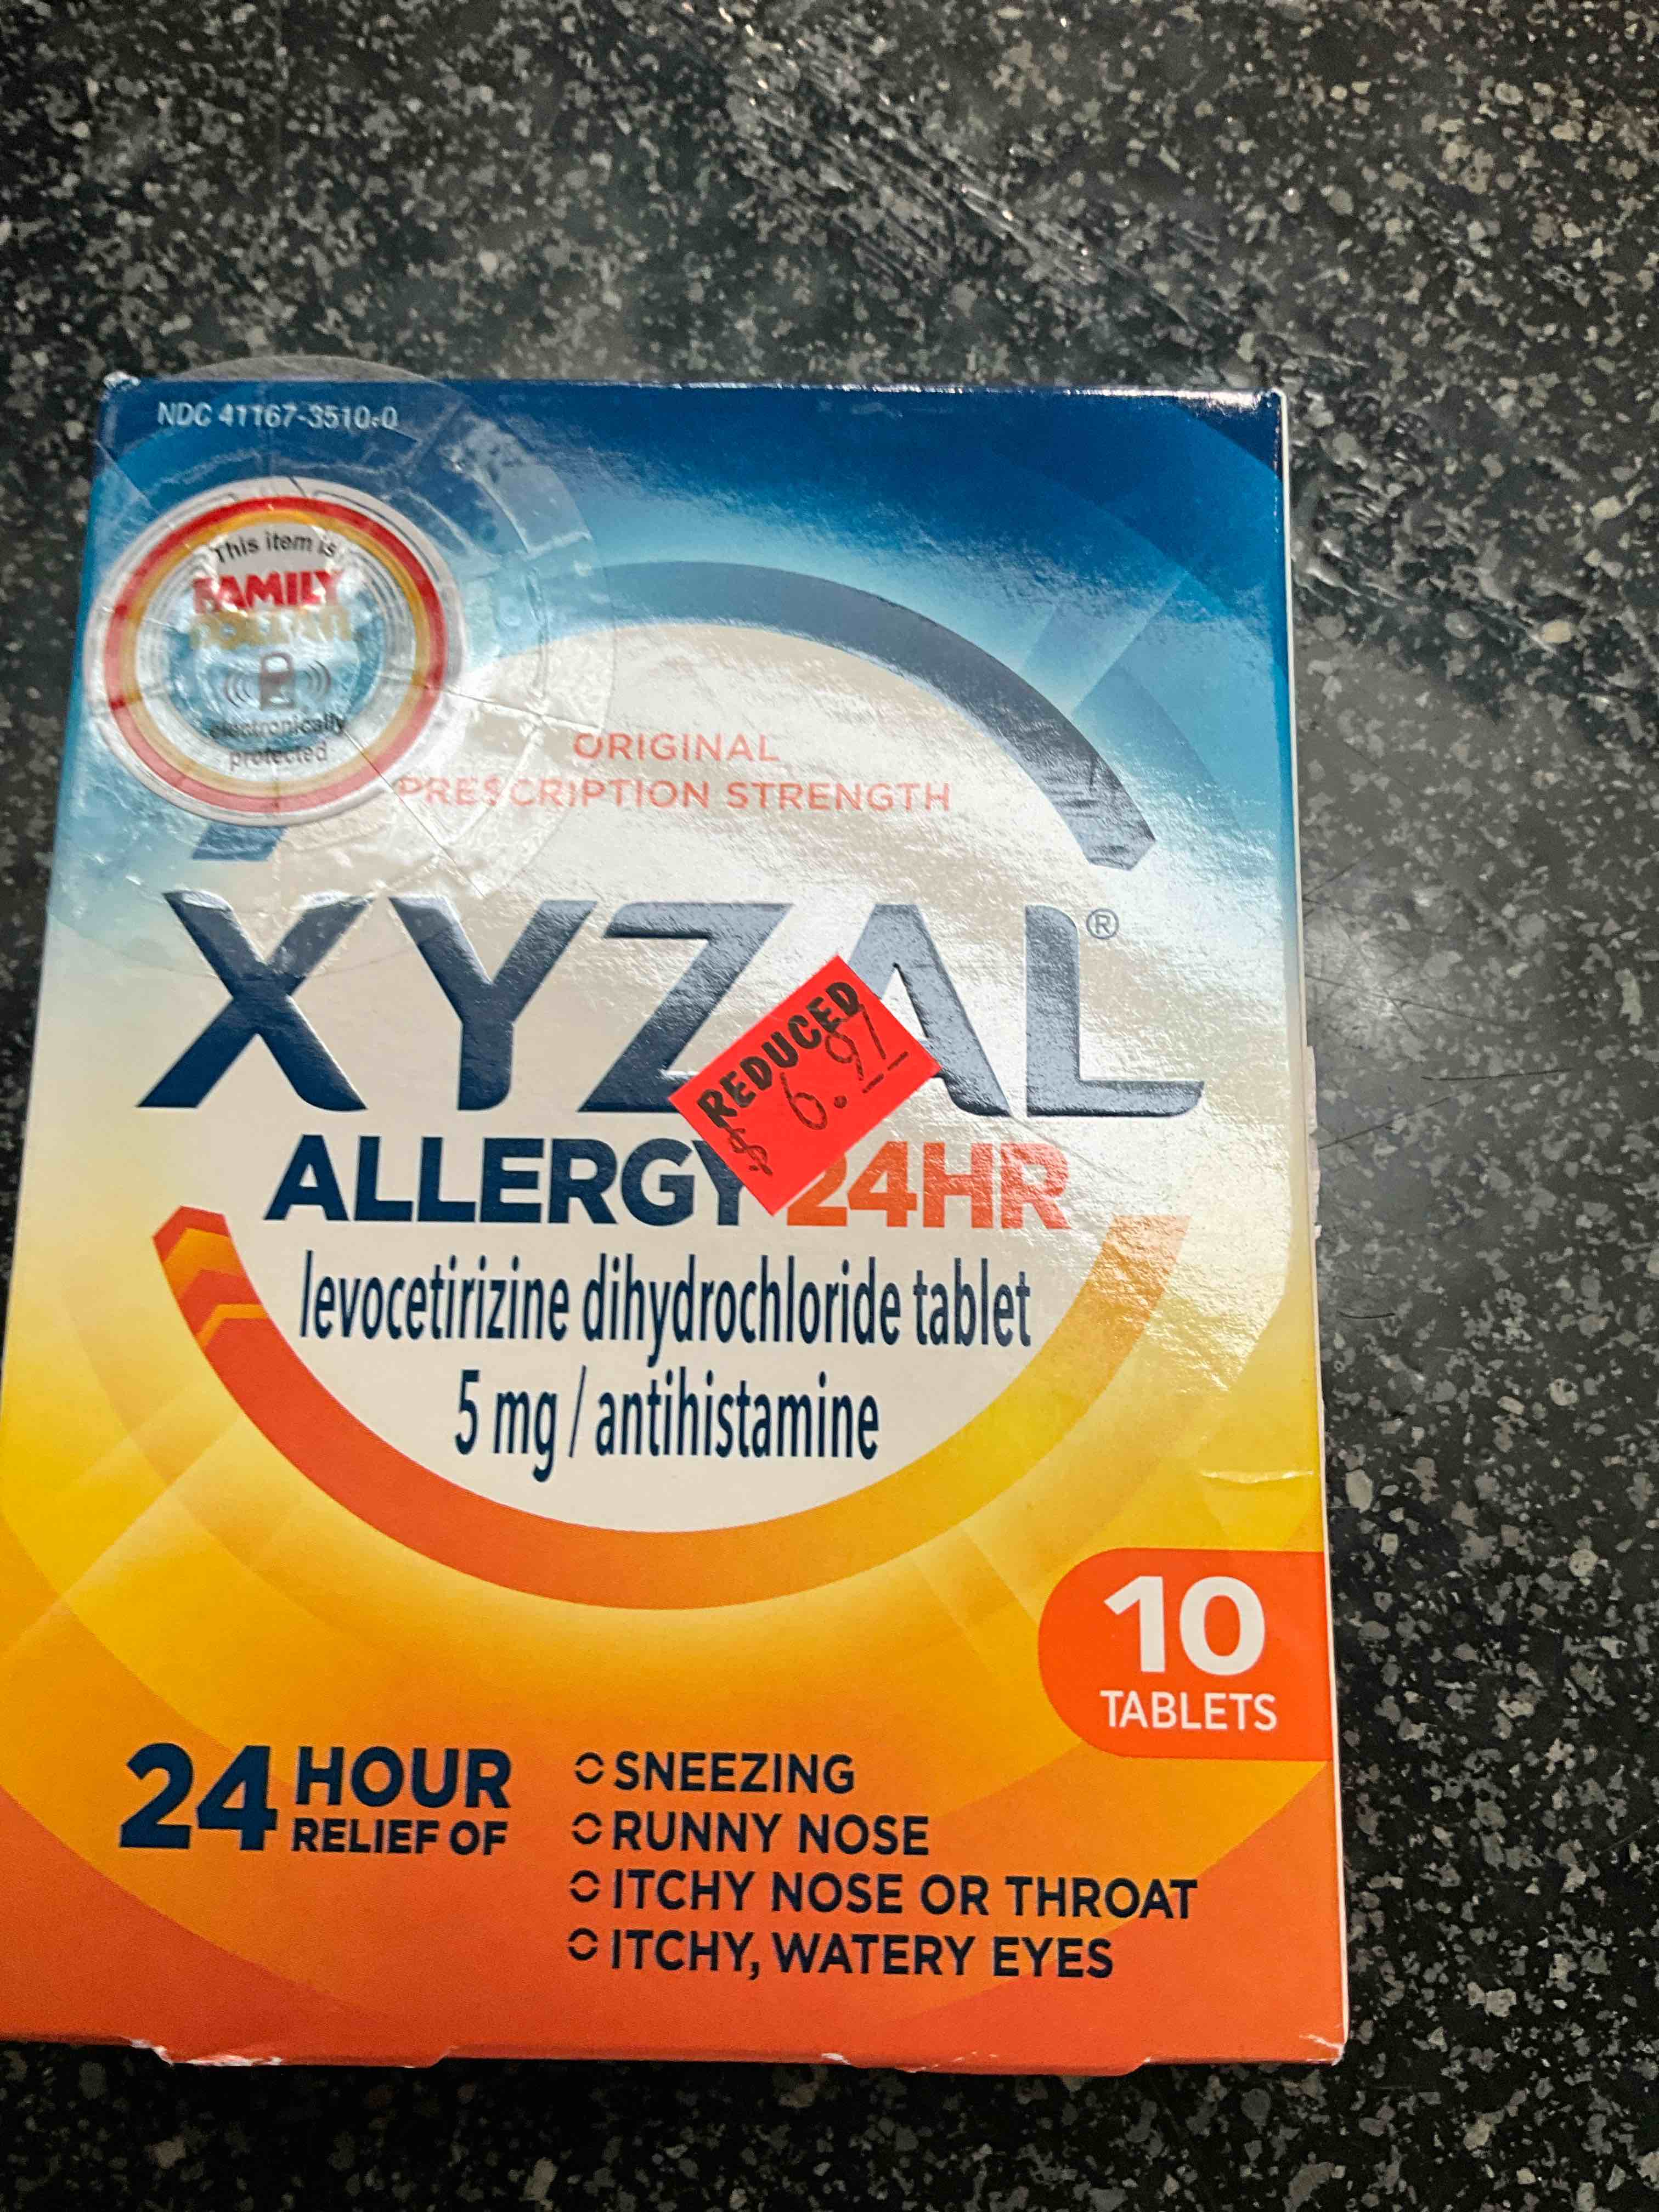 NDC 41167-3510-0
This item is
FAMILY
DOLLAR
electronically
protected
ORIGINAL
PRESCRIPTION STRENGTH
XYZAL®
REDUCED
$ 6.97
ALLERGY 24HR
levocetirizine dihydrochloride tablet
5 mg / antihistamine
10
TABLETS
24 HOUR
RELIEF OF
SNEEZING
RUNNY NOSE
ITCHY NOSE OR THROAT
ITCHY, WATERY EYES